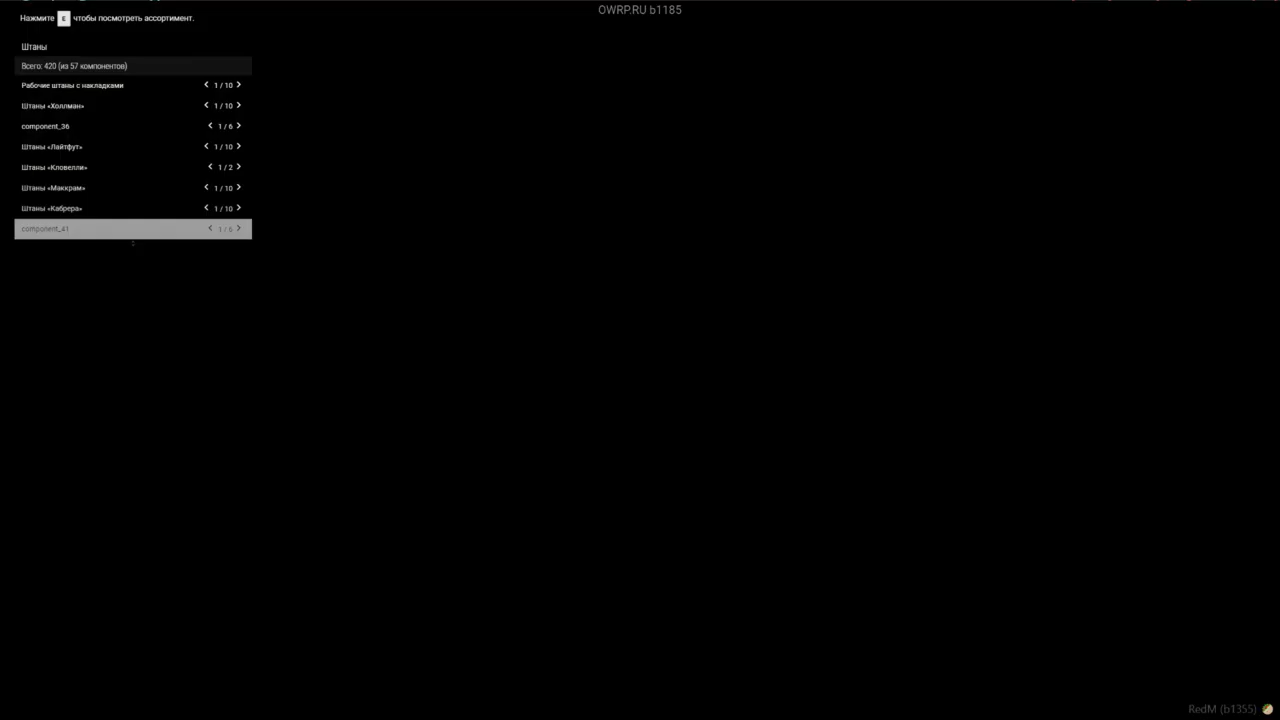 OWRP.RU b1185
Нажмите E чтобы посмотреть ассортимент.
Штаны
Всего: 420 (из 57 компонентов)
Рабочие штаны с накладками 1 / 10
Штаны «Холлман» 1 / 10
component_36 1 / 6
Штаны «Лайтфут» 1 / 10
Штаны «Кловелли» 1 / 2
Штаны «Маккрам» 1 / 10
Штаны «Кабрера» 1 / 10
component_41 1 / 6
RedM (b1355)